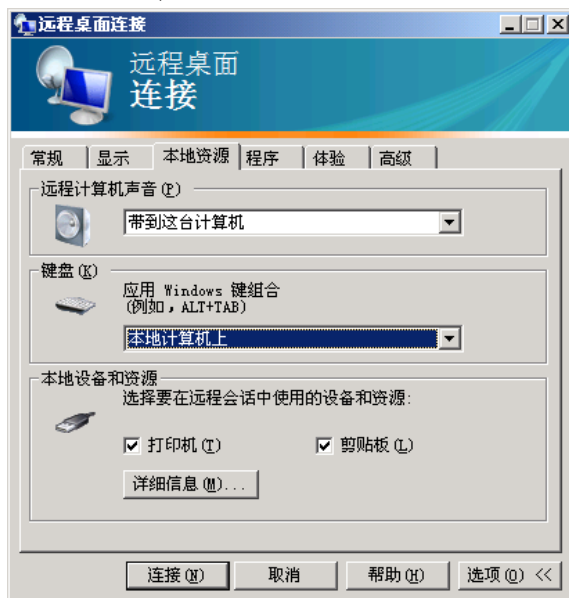 远程桌面连接
远程桌面
连接
常规 显示 本地资源 程序 体验 高级
远程计算机声音(P)
带到这台计算机
键盘(K)
应用 Windows 键组合
(例如，ALT+TAB)
本地计算机上
本地设备和资源
选择要在远程会话中使用的设备和资源:
打印机(T) 剪贴板(L)
详细信息(M)...
连接(N) 取消 帮助(H) 选项(O) <<